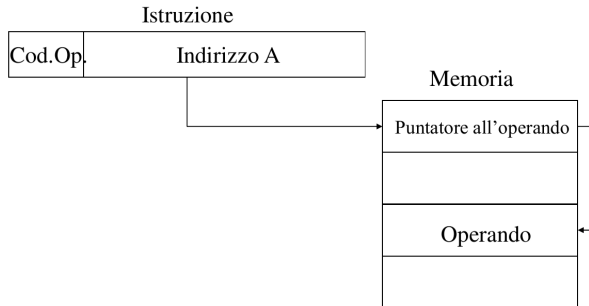 Istruzione
Cod.Op. Indirizzo A
Memoria
Puntatore all’operando
Operando